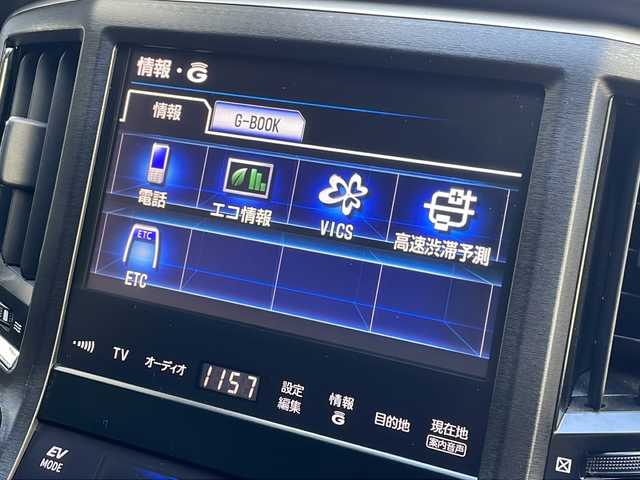 情報・G
情報 G-BOOK
電話 エコ情報 VICS 高速渋滞予測
ETC
ETC
TV オーディオ 1157 設定 編集 情報 G 目的地 現在地 案内音声
EV
MODE